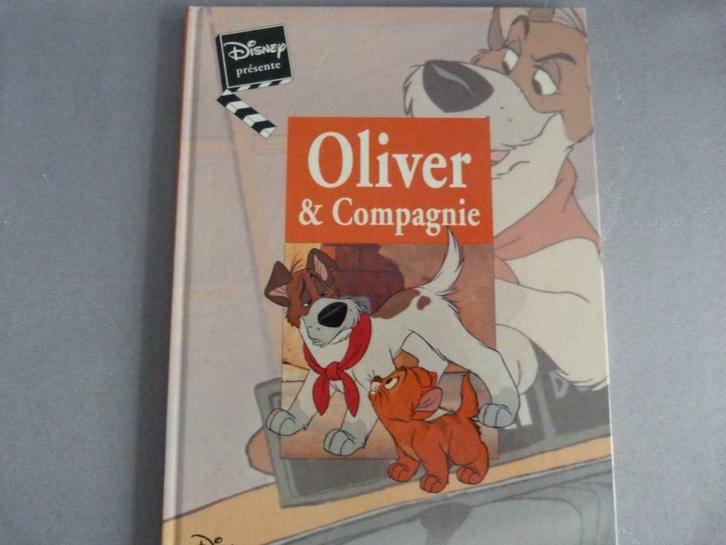 Disney
présente
Oliver
& Compagnie